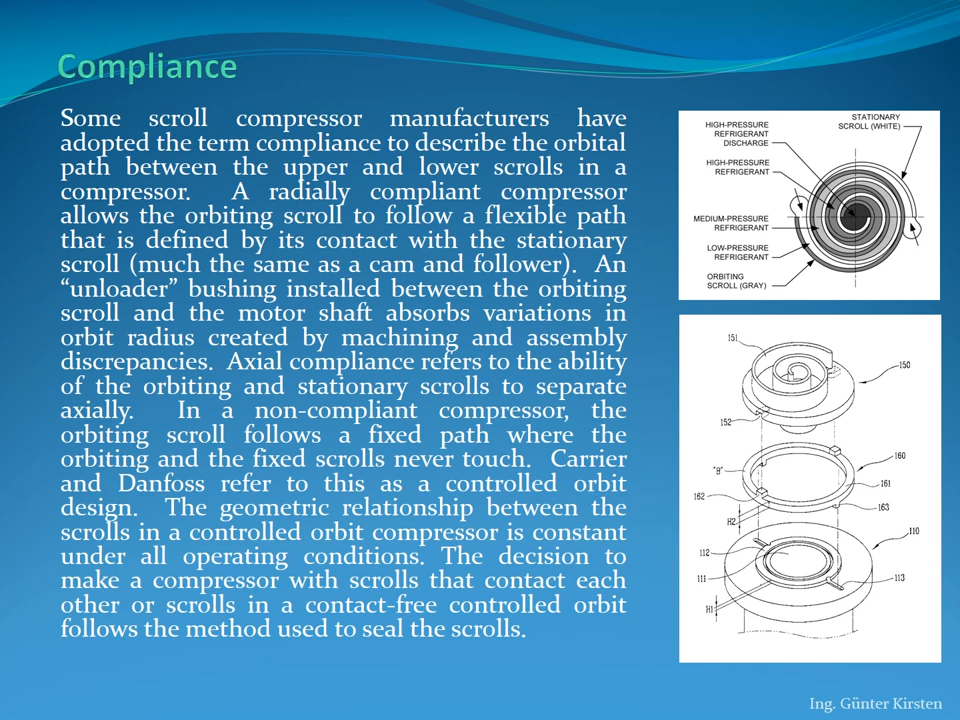 Compliance
Some scroll compressor manufacturers have
adopted the term compliance to describe the orbital
path between the upper and lower scrolls in a
compressor. A radially compliant compressor
allows the orbiting scroll to follow a flexible path
that is defined by its contact with the stationary
scroll (much the same as a cam and follower). An
“unloader” bushing installed between the orbiting
scroll and the motor shaft absorbs variations in
orbit radius created by machining and assembly
discrepancies. Axial compliance refers to the ability
of the orbiting and stationary scrolls to separate
axially. In a non-compliant compressor, the
orbiting scroll follows a fixed path where the
orbiting and the fixed scrolls never touch. Carrier
and Danfoss refer to this as a controlled orbit
design. The geometric relationship between the
scrolls in a controlled orbit compressor is constant
under all operating conditions. The decision to
make a compressor with scrolls that contact each
other or scrolls in a contact-free controlled orbit
follows the method used to seal the scrolls.
STATIONARY
SCROLL (WHITE)
HIGH-PRESSURE
REFRIGERANT
DISCHARGE
HIGH-PRESSURE
REFRIGERANT
MEDIUM-PRESSURE
REFRIGERANT
LOW-PRESSURE
REFRIGERANT
ORBITING
SCROLL (GRAY)
151
150
152
"B"
160
161
162
163
H2
110
112
111
113
H1
Ing. Günter Kirsten